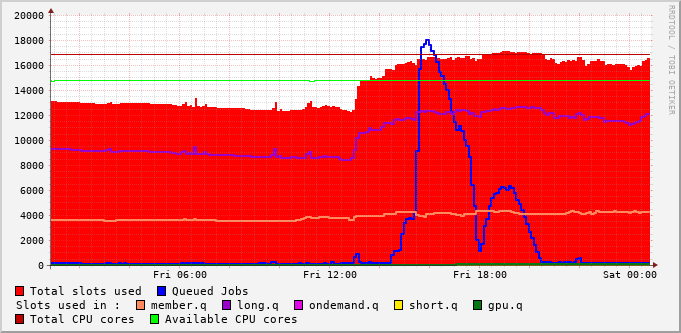 20000
18000
16000
14000
12000
10000
8000
6000
4000
2000
0
Fri 06:00 Fri 12:00 Fri 18:00 Sat 00:00
RRDTOOL / TOBI OETIKER
Total slots used Queued Jobs
Slots used in : member.q long.q ondemand.q short.q gpu.q
Total CPU cores Available CPU cores